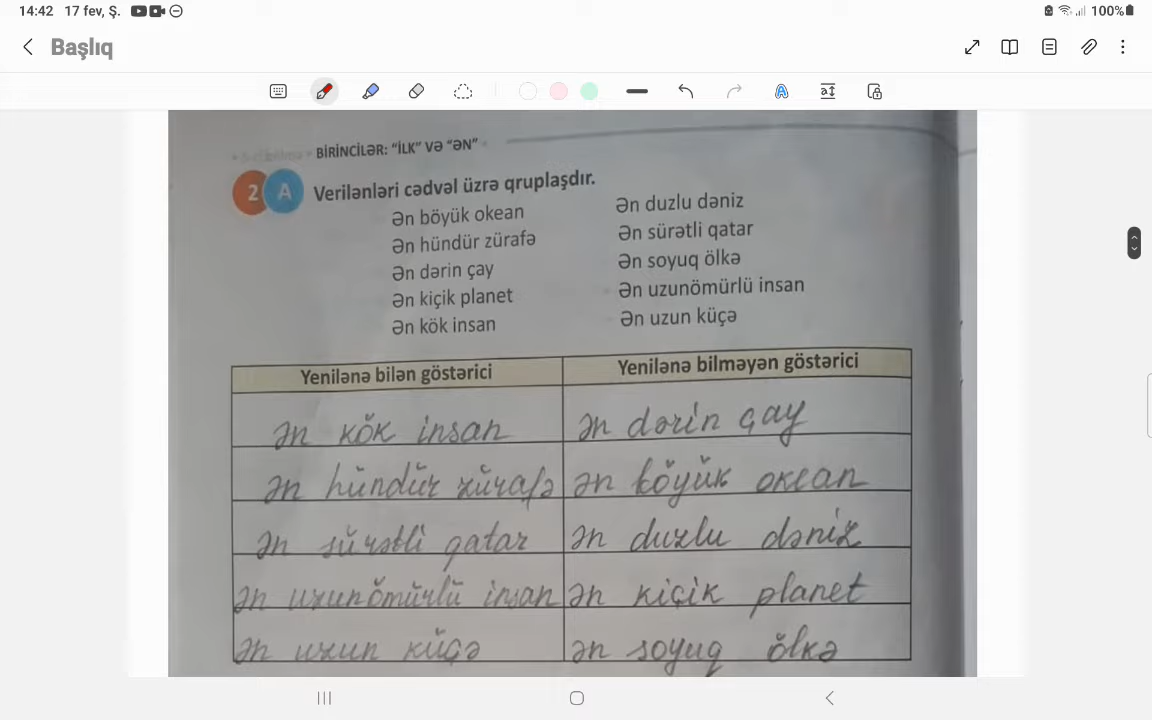 14:42 17 fev, Ş. 100%
Başlıq
BİRİNCİLƏR: “İLK” VƏ “ƏN”
2 A Verilənləri cədvəl üzrə qruplaşdır.
Ən böyük okean
Ən hündür zürafə
Ən dərin çay
Ən kiçik planet
Ən kök insan
Ən duzlu dəniz
Ən sürətli qatar
Ən soyuq ölkə
Ən uzunömürlü insan
Ən uzun küçə
Yenilənə bilən göstərici Yenilənə bilməyən göstərici
Ən kök insan Ən dərin çay
Ən hündür zürafə Ən böyük okean
Ən sürətli qatar Ən duzlu dəniz
Ən uzunömürlü insan Ən kiçik planet
Ən uzun küçə Ən soyuq ölkə